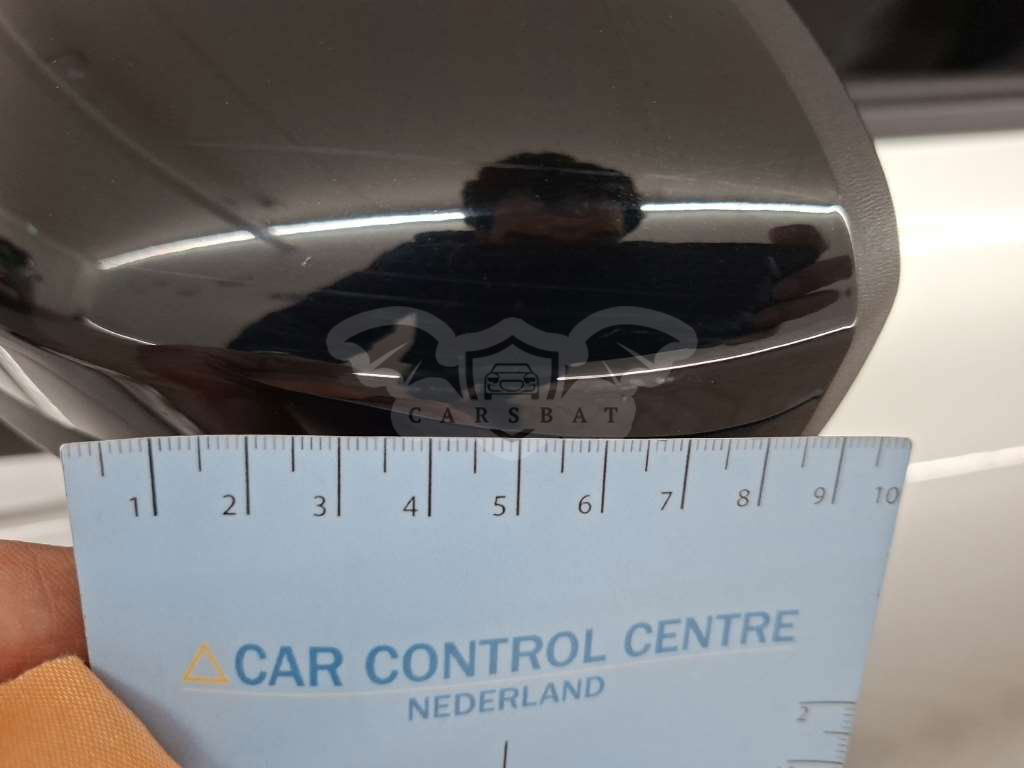 CARSBAT
1 2 3 4 5 6 7 8 9 10
CAR CONTROL CENTRE
NEDERLAND
2